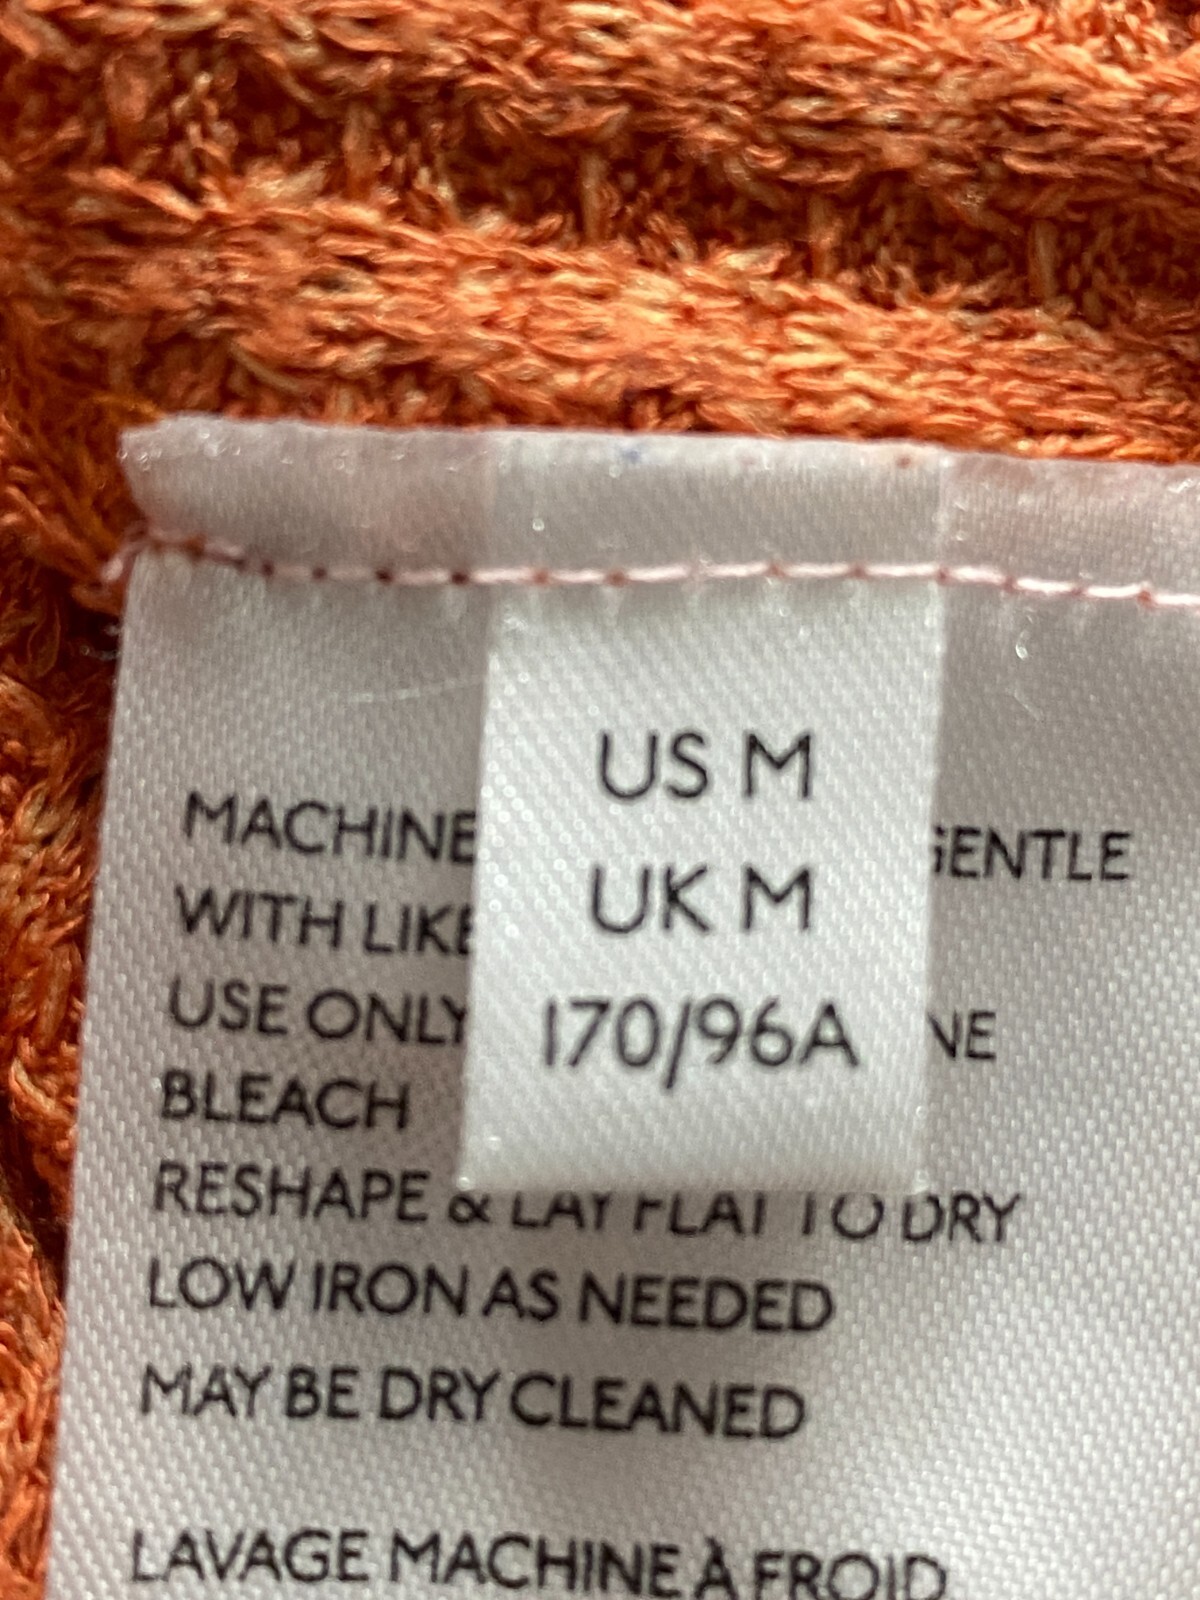 US M
UK M
170/96A
MACHINE GENTLE
WITH LIKE
USE ONLY
BLEACH
RESHAPE & LAY FLAT TO DRY
LOW IRON AS NEEDED
MAY BE DRY CLEANED
LAVAGE MACHINE À FROID